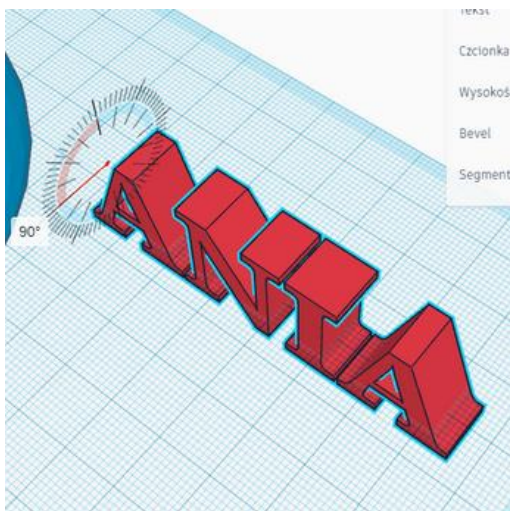 Tekst
Czcionka
Wysokoś
Bevel
Segment
90°
ANIA